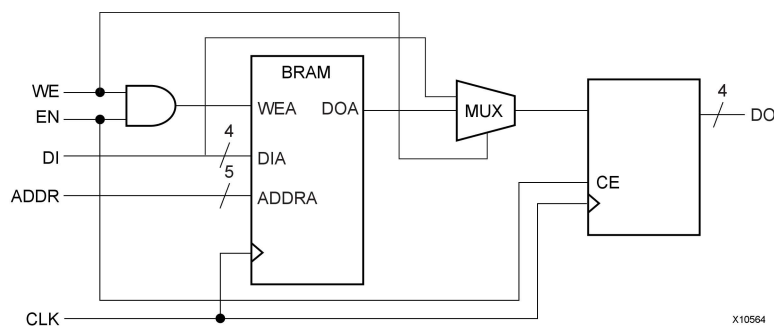 BRAM
WE
EN
WEA
DOA
MUX
4
DO
4
DI
DIA
5
ADDR
ADDRA
CE
CLK
X10564